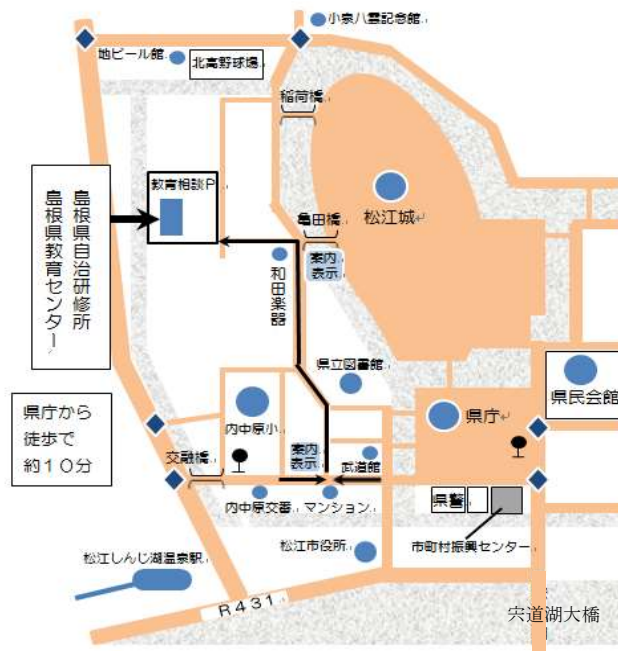 小泉八雲記念館
地ビール館
北高野球場
稲荷橋
教育相談P
松江城
亀田橋
案内
表示
和田楽器
島根県自治研修所
島根県教育センター
県立図書館
県民会館
県庁から
徒歩で
約10分
内中原小
県庁
交融橋
案内
表示
武道館
内中原交番
マンション
県警
松江市役所
市町村振興センター
松江しんじ湖温泉駅
R431
宍道湖大橋